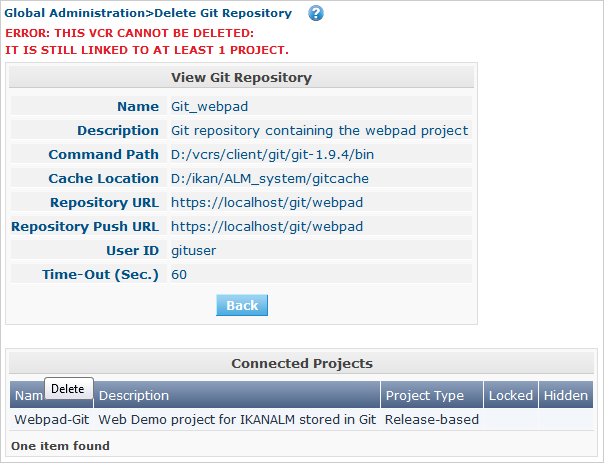 Global Administration>Delete Git Repository ?
ERROR: THIS VCR CANNOT BE DELETED:
IT IS STILL LINKED TO AT LEAST 1 PROJECT.
View Git Repository
Name Git_webpad
Description Git repository containing the webpad project
Command Path D:/vcrs/client/git/git-1.9.4/bin
Cache Location D:/ikan/ALM_system/gitcache
Repository URL https://localhost/git/webpad
Repository Push URL https://localhost/git/webpad
User ID gituser
Time-Out (Sec.) 60
Back
Connected Projects
Nam Delete Description Project Type Locked Hidden
Webpad-Git Web Demo project for IKANALM stored in Git Release-based
One item found